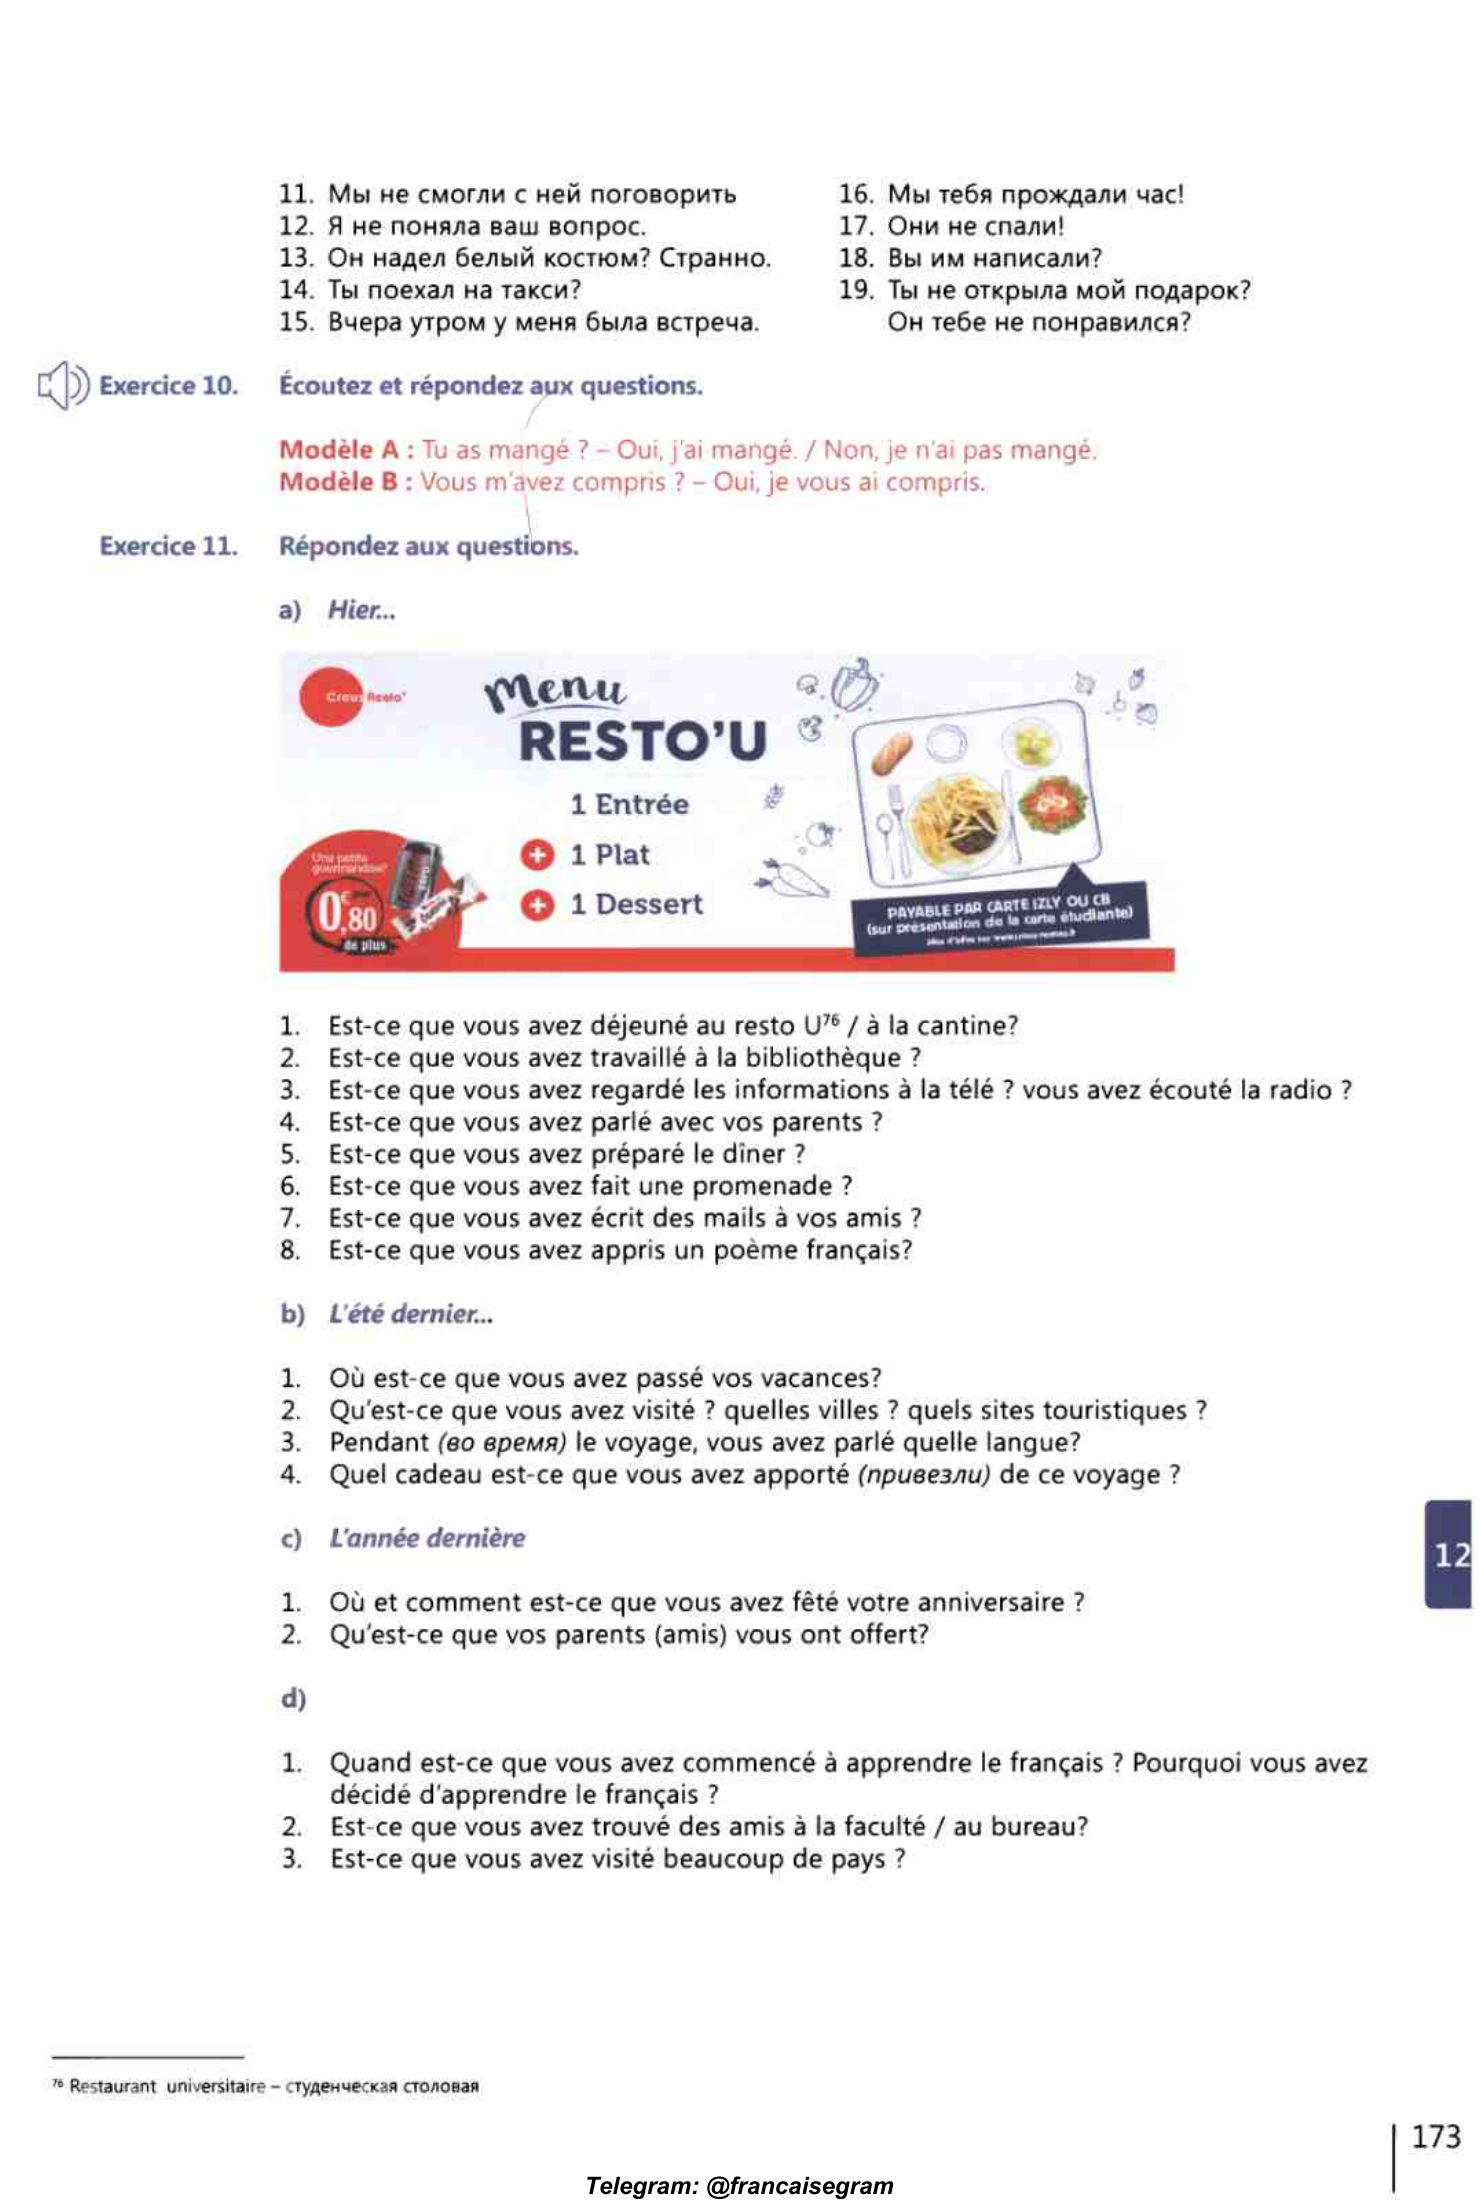 11. Мы не смогли с ней поговорить
12. Я не поняла ваш вопрос.
13. Он надел белый костюм? Странно.
14. Ты поехал на такси?
15. Вчера утром у меня была встреча.
16. Мы тебя прождали час!
17. Они не спали!
18. Вы им написали?
19. Ты не открыла мой подарок?
Он тебе не понравился?
Exercice 10. Écoutez et répondez aux questions.
Modèle A : Tu as mangé ? – Oui, j'ai mangé. / Non, je n'ai pas mangé.
Modèle B : Vous m'avez compris ? – Oui, je vous ai compris.
Exercice 11. Répondez aux questions.
a) Hier...
Crous Resto'
Menu
RESTO'U
1 Entrée
+ 1 Plat
+ 1 Dessert
Une petite
gourmandise
0€,80
de plus
PAYABLE PAR CARTE IZLY OU CB
(sur présentation de la carte étudiante)
1. Est-ce que vous avez déjeuné au resto U⁷⁶ / à la cantine?
2. Est-ce que vous avez travaillé à la bibliothèque ?
3. Est-ce que vous avez regardé les informations à la télé ? vous avez écouté la radio ?
4. Est-ce que vous avez parlé avec vos parents ?
5. Est-ce que vous avez préparé le dîner ?
6. Est-ce que vous avez fait une promenade ?
7. Est-ce que vous avez écrit des mails à vos amis ?
8. Est-ce que vous avez appris un poème français?
b) L'été dernier...
1. Où est-ce que vous avez passé vos vacances?
2. Qu'est-ce que vous avez visité ? quelles villes ? quels sites touristiques ?
3. Pendant (во время) le voyage, vous avez parlé quelle langue?
4. Quel cadeau est-ce que vous avez apporté (привезли) de ce voyage ?
c) L'année dernière
1. Où et comment est-ce que vous avez fêté votre anniversaire ?
2. Qu'est-ce que vos parents (amis) vous ont offert?
12
d)
1. Quand est-ce que vous avez commencé à apprendre le français ? Pourquoi vous avez
décidé d'apprendre le français ?
2. Est-ce que vous avez trouvé des amis à la faculté / au bureau?
3. Est-ce que vous avez visité beaucoup de pays ?
⁷⁶ Restaurant universitaire – студенческая столовая
173
Telegram: @francaisegram